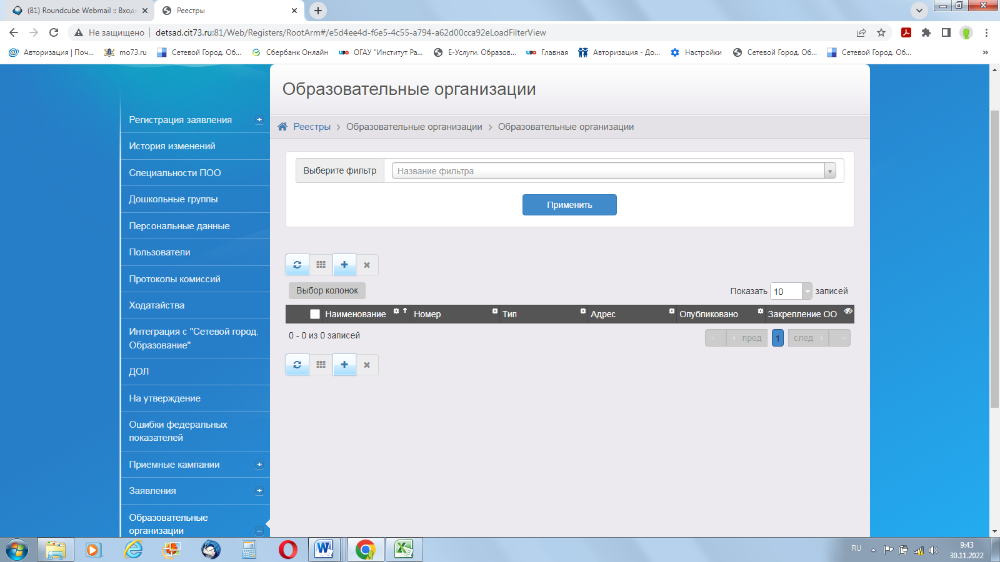 (81) Roundcube Webmail :: Входя
Реестры
Не защищено
detsad.cit73.ru:81/Web/Registers/RootArm#/e5d4ee4d-f6e5-4c55-a794-a62d00cca92eLoadFilterView
Авторизация | Поч...
mo73.ru
Сетевой Город. Об...
Сбербанк Онлайн
ОГАУ "Институт Ра...
Е-Услуги. Образов...
Главная
Авторизация - До...
Настройки
Сетевой Город. Об...
Сетевой Город. Об...
Образовательные организации
Реестры
Образовательные организации
Образовательные организации
Регистрация заявления
История изменений
Специальности ПОО
Дошкольные группы
Персональные данные
Пользователи
Протоколы комиссий
Ходатайства
Интеграция с "Сетевой город.
Образование"
ДОЛ
На утверждение
Ошибки федеральных
показателей
Приемные кампании
Заявления
Образовательные
организации
Выберите фильтр
Название фильтра
Применить
Выбор колонок
Показать 10 записей
Наименование
Номер
Тип
Адрес
Опубликовано
Закрепление ОО
0 - 0 из 0 записей
пред
1
след
RU
9:43
30.11.2022